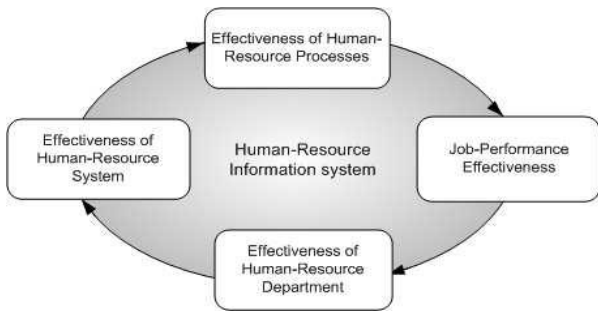 Effectiveness of Human-
Resource Processes
Effectiveness of
Human-Resource
System
Human-Resource
Information system
Job-Performance
Effectiveness
Effectiveness of
Human-Resource
Department